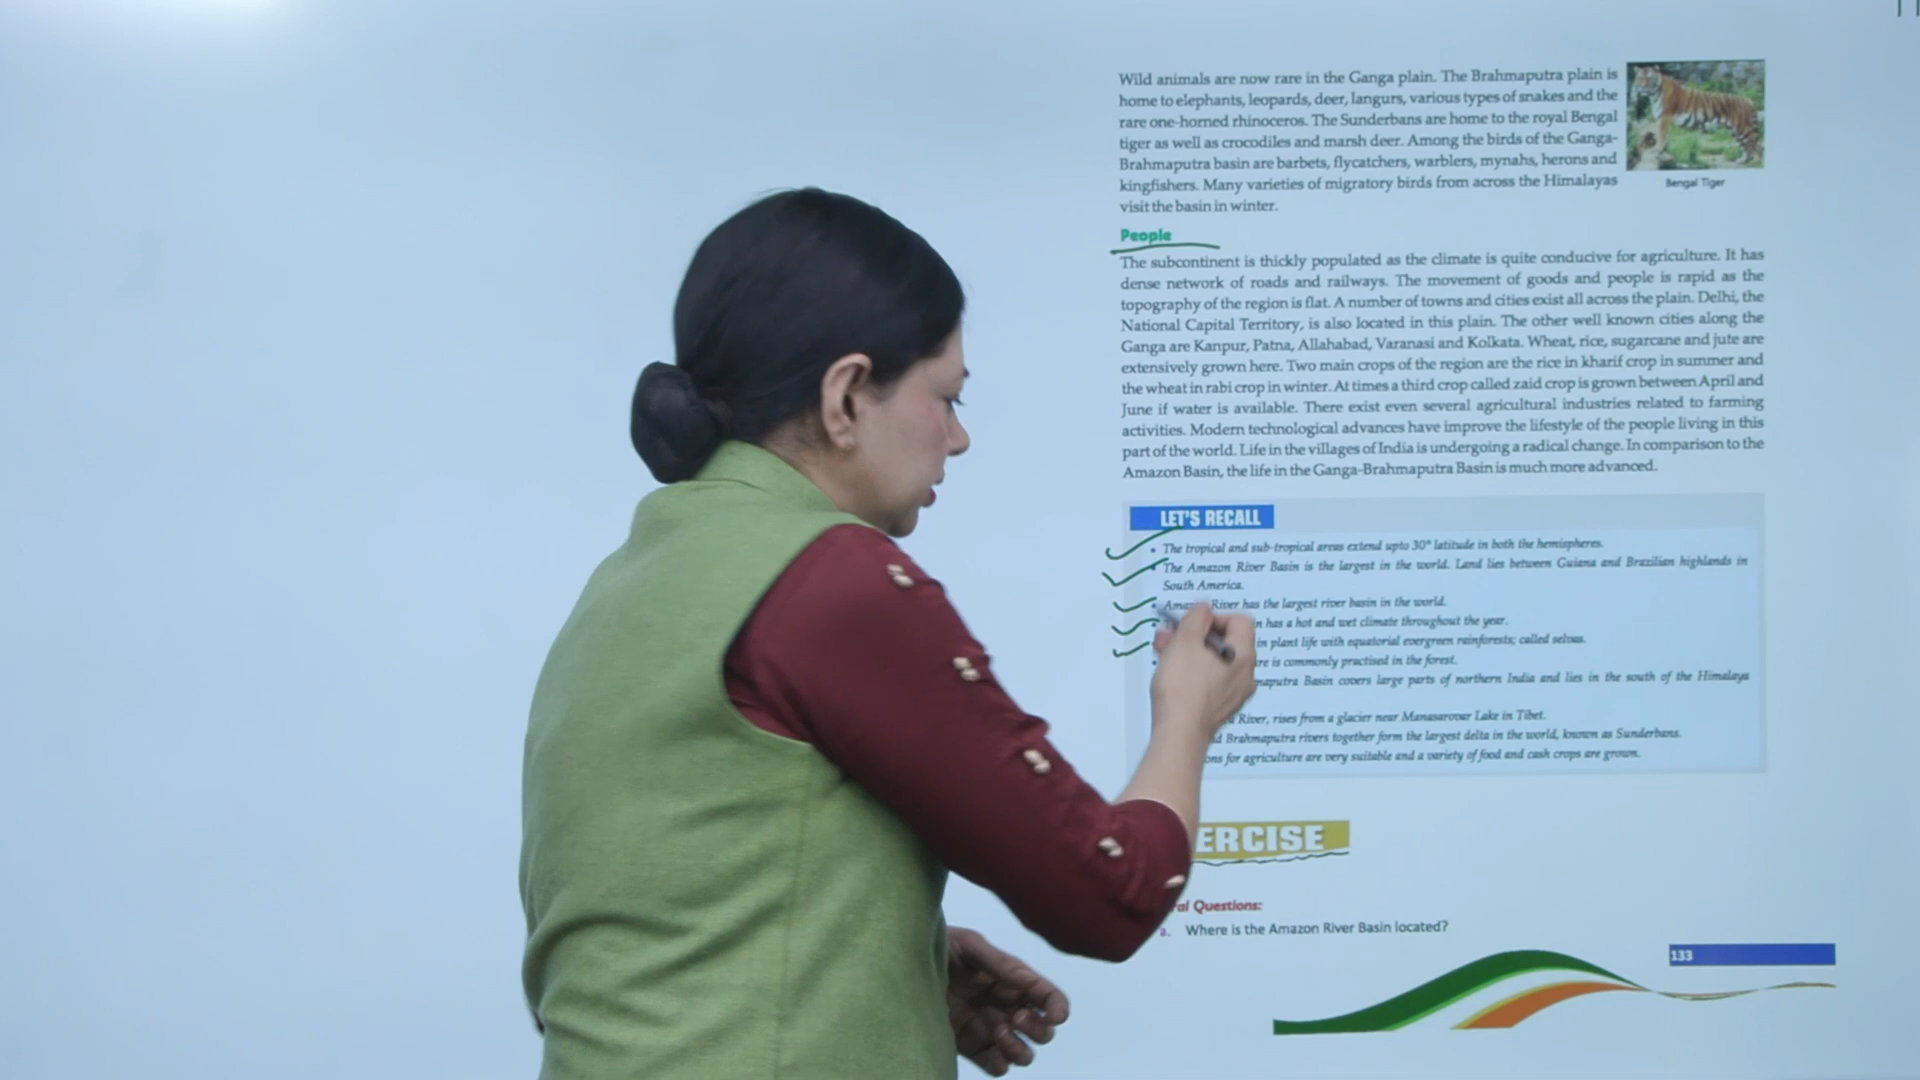 Wild animals are now rare in the Ganga plain. The Brahmaputra plain is
home to elephants, leopards, deer, langurs, various types of snakes and the
rare one-horned rhinoceros. The Sunderbans are home to the royal Bengal
tiger as well as crocodiles and marsh deer. Among the birds of the Ganga-
Brahmaputra basin are barbets, flycatchers, warblers, mynahs, herons and
kingfishers. Many varieties of migratory birds from across the Himalayas
visit the basin in winter.
Bengal Tiger
People
The subcontinent is thickly populated as the climate is quite conducive for agriculture. It has
dense network of roads and railways. The movement of goods and people is rapid as the
topography of the region is flat. A number of towns and cities exist all across the plain. Delhi, the
National Capital Territory, is also located in this plain. The other well known cities along the
Ganga are Kanpur, Patna, Allahabad, Varanasi and Kolkata. Wheat, rice, sugarcane and jute are
extensively grown here. Two main crops of the region are the rice in kharif crop in summer and
the wheat in rabi crop in winter. At times a third crop called zaid crop is grown between April and
June if water is available. There exist even several agricultural industries related to farming
activities. Modern technological advances have improve the lifestyle of the people living in this
part of the world. Life in the villages of India is undergoing a radical change. In comparison to the
Amazon Basin, the life in the Ganga-Brahmaputra Basin is much more advanced.
LET'S RECALL
• The tropical and sub-tropical areas extend upto 30° latitude in both the hemispheres.
• The Amazon River Basin is the largest in the world. Land lies between Guiana and Brazilian highlands in
South America.
• River has the largest river basin in the world.
• has a hot and wet climate throughout the year.
in plant life with equatorial evergreen rainforests; called selvas.
• is commonly practised in the forest.
Basin covers large parts of northern India and lies in the south of the Himalaya
River, rises from a glacier near Manasarovar Lake in Tibet.
Brahmaputra rivers together form the largest delta in the world, known as Sunderbans.
for agriculture are very suitable and a variety of food and cash crops are grown.
ERCISE
Questions:
a. Where is the Amazon River Basin located?
133